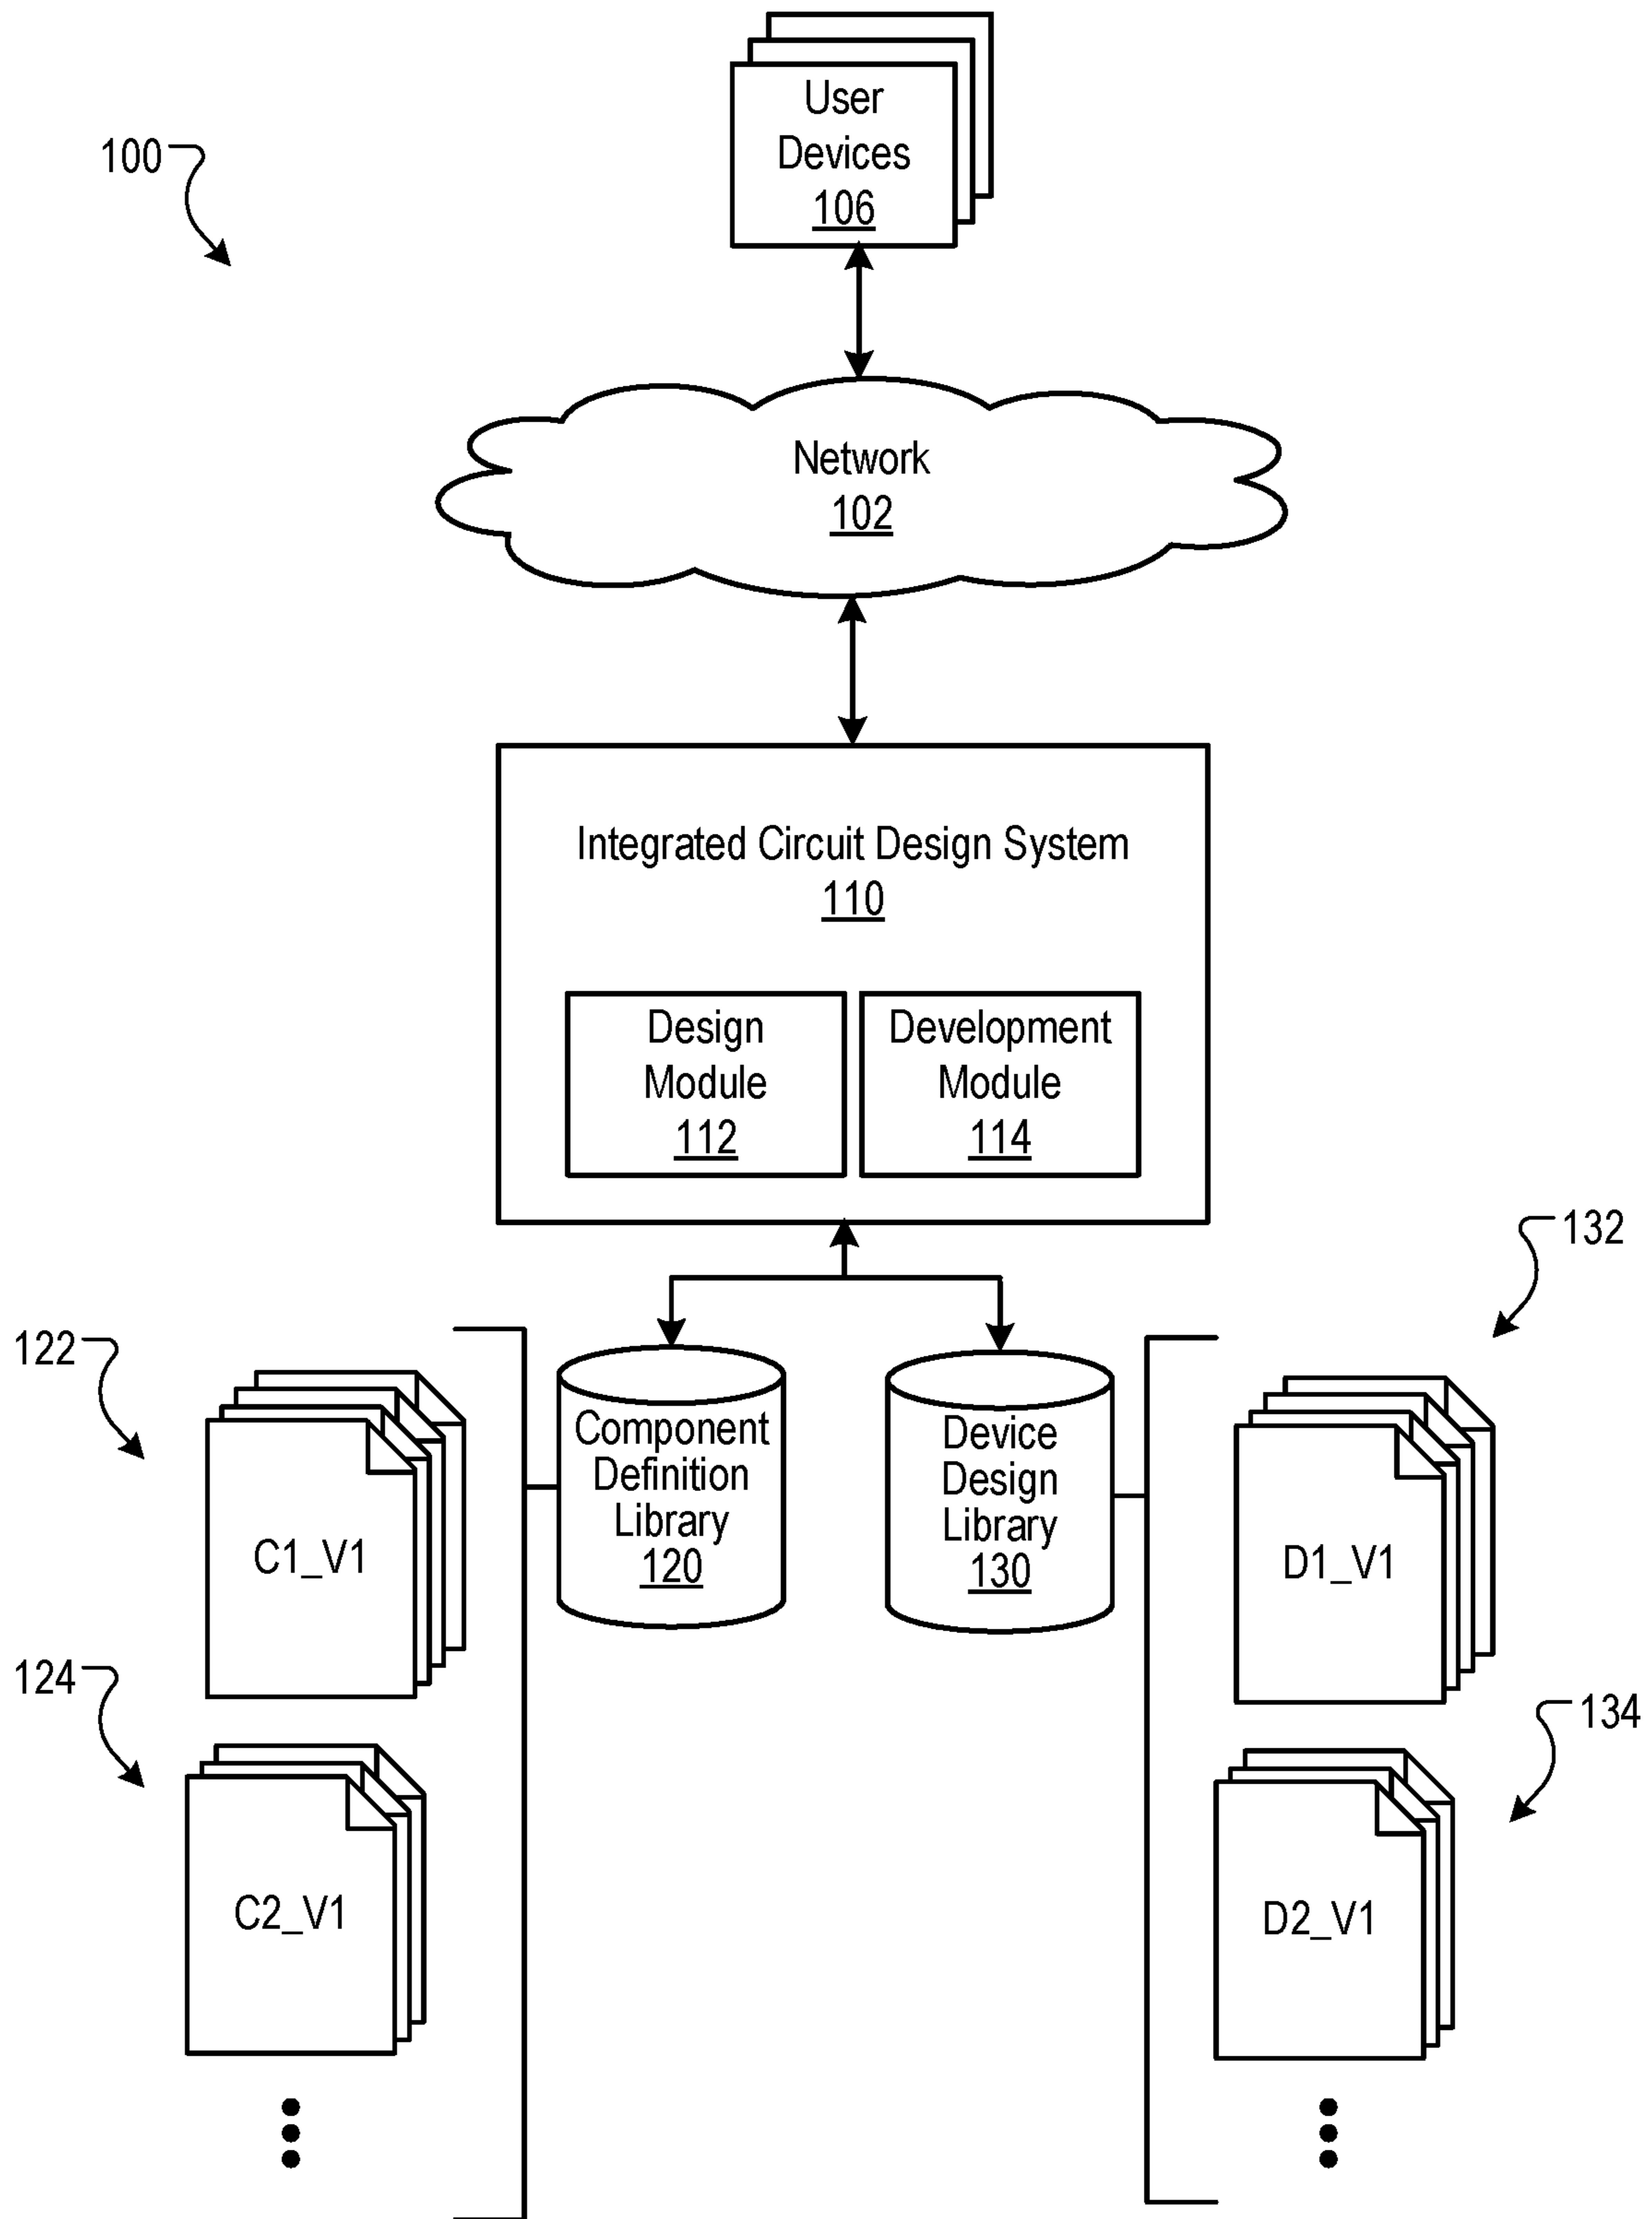 100
User
Devices
106
Network
102
Integrated Circuit Design System
110
Design
Module
112
Development
Module
114
132
122
Component
Definition
Library
120
Device
Design
Library
130
C1_V1
D1_V1
124
134
C2_V1
D2_V1